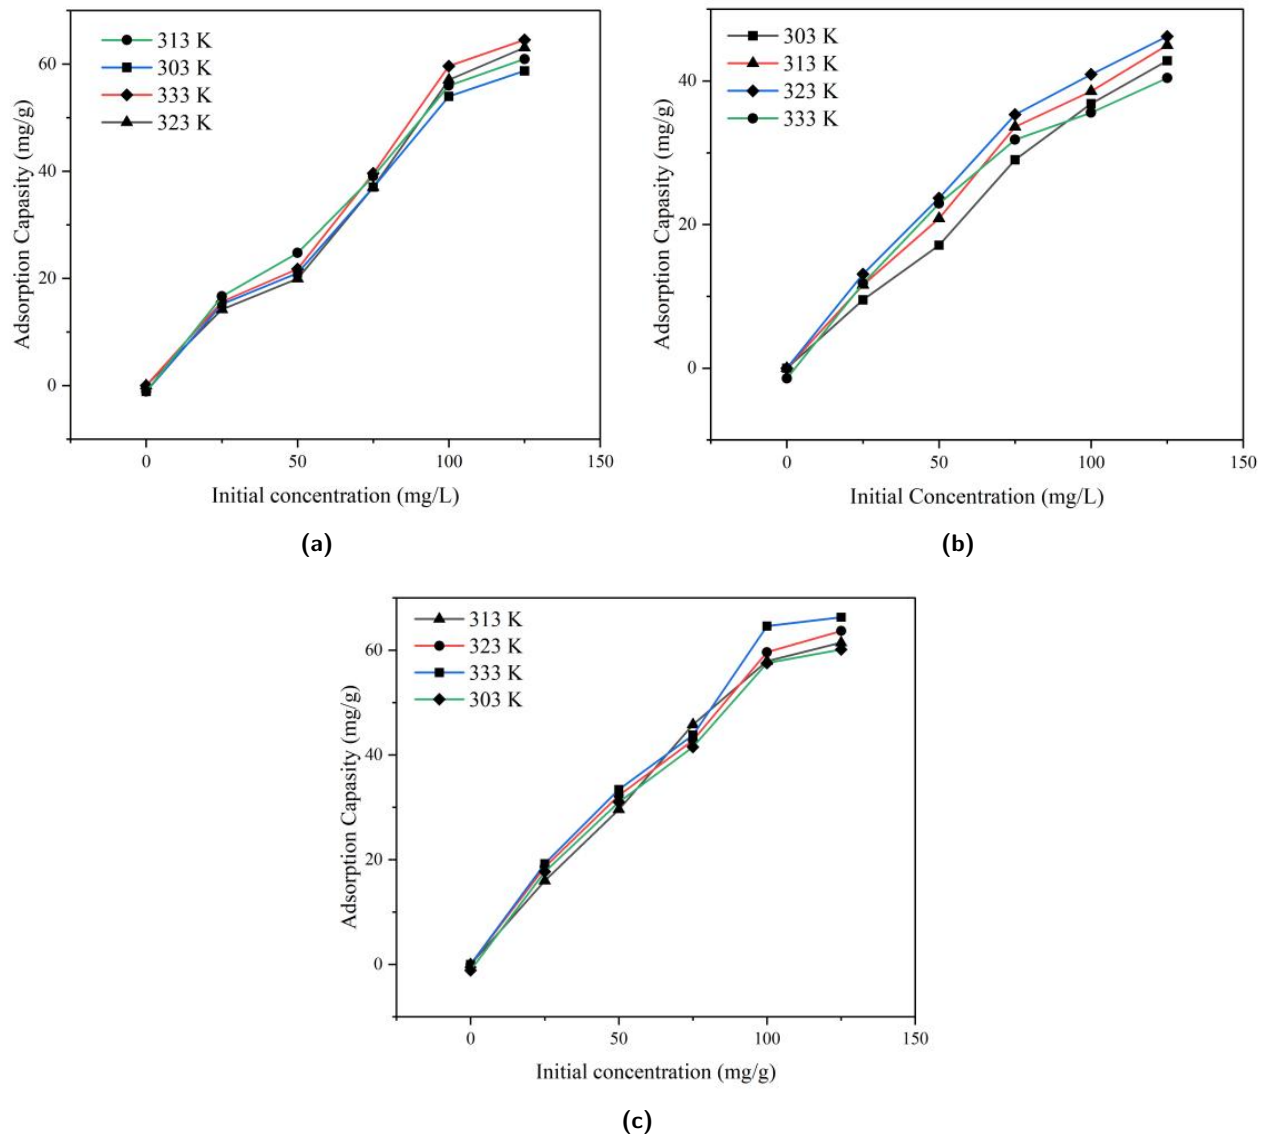 313 K
303 K
333 K
323 K
60
40
20
0
Adsorption Capasity (mg/g)
0
50
100
150
Initial concentration (mg/L)
(a)
303 K
313 K
323 K
333 K
40
20
0
Adsorption Capasity (mg/g)
0
50
100
150
Initial Concentration (mg/L)
(b)
313 K
323 K
333 K
303 K
60
40
20
0
Adsorption Capasity (mg/g)
0
50
100
150
Initial concentration (mg/g)
(c)